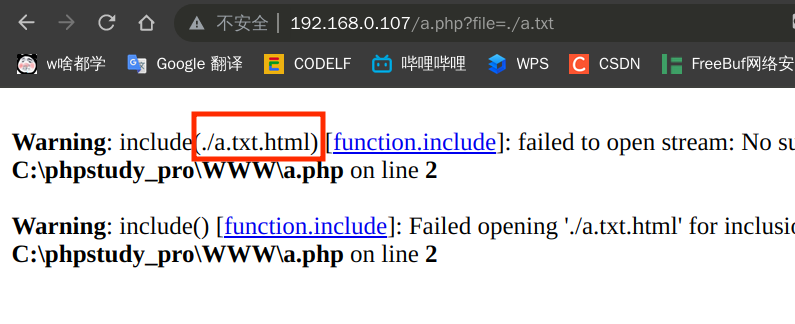 不安全 192.168.0.107/a.php?file=./a.txt
w啥都学 Google 翻译 CODELF 哔哩哔哩 WPS CSDN FreeBuf网络安
Warning: include(./a.txt.html) [function.include]: failed to open stream: No su
C:\phpstudy_pro\WWW\a.php on line 2
Warning: include() [function.include]: Failed opening './a.txt.html' for inclusio
C:\phpstudy_pro\WWW\a.php on line 2